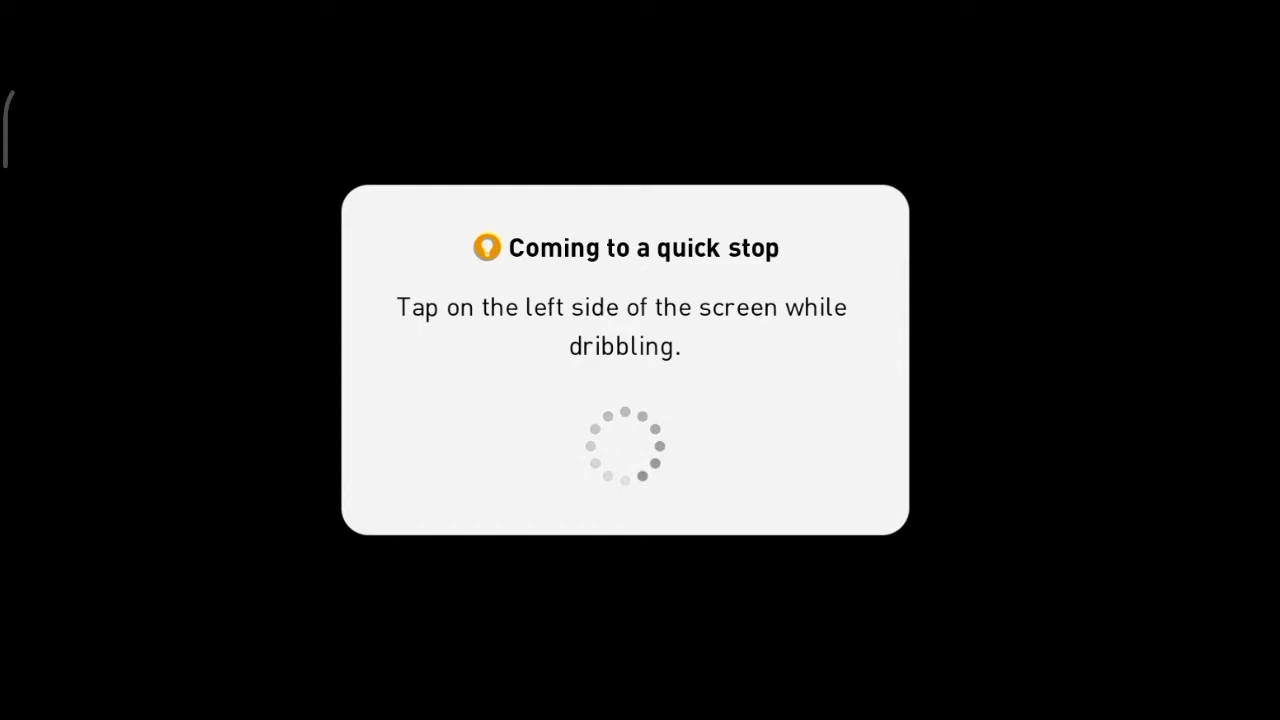 Coming to a quick stop
Tap on the left side of the screen while
dribbling.